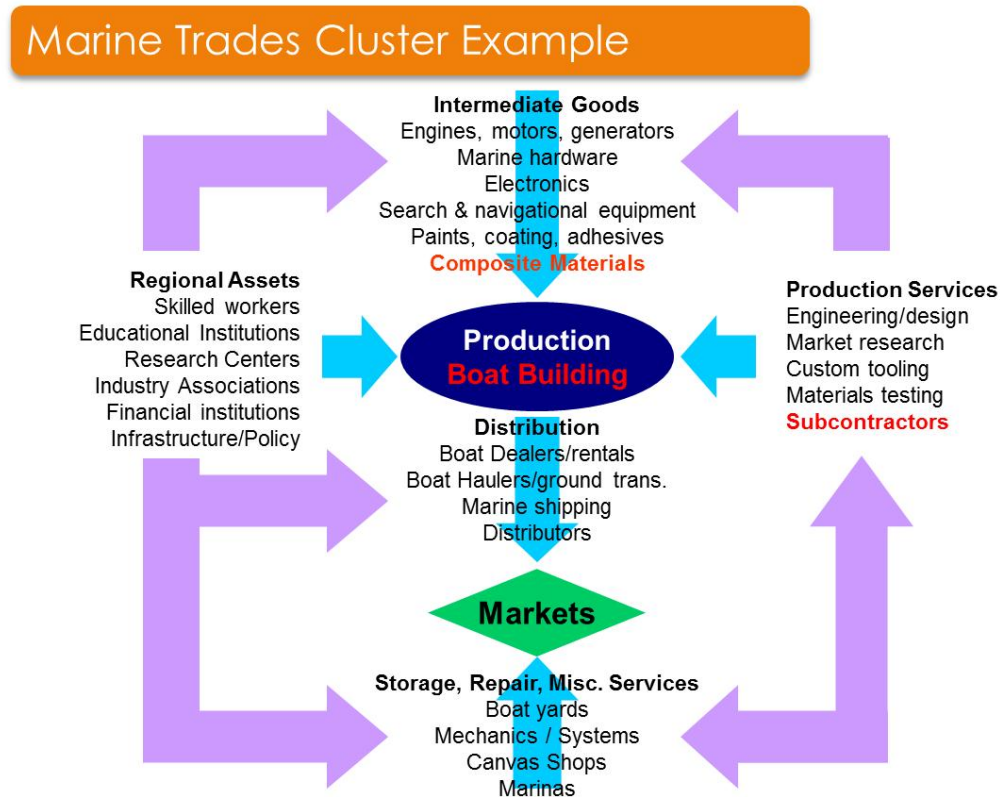 Marine Trades Cluster Example
Intermediate Goods
Engines, motors, generators
Marine hardware
Electronics
Search & navigational equipment
Paints, coating, adhesives
Composite Materials
Regional Assets
Skilled workers
Educational Institutions
Research Centers
Industry Associations
Financial institutions
Infrastructure/Policy
Production
Boat Building
Production Services
Engineering/design
Market research
Custom tooling
Materials testing
Subcontractors
Distribution
Boat Dealers/rentals
Boat Haulers/ground trans.
Marine shipping
Distributors
Markets
Storage, Repair, Misc. Services
Boat yards
Mechanics / Systems
Canvas Shops
Marinas